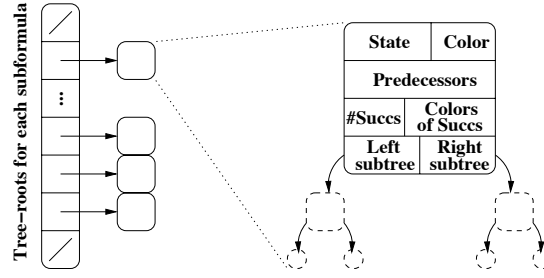 Tree-roots for each subformula
State
Color
Predecessors
#Succs
Colors
of Succs
Left
subtree
Right
subtree
...